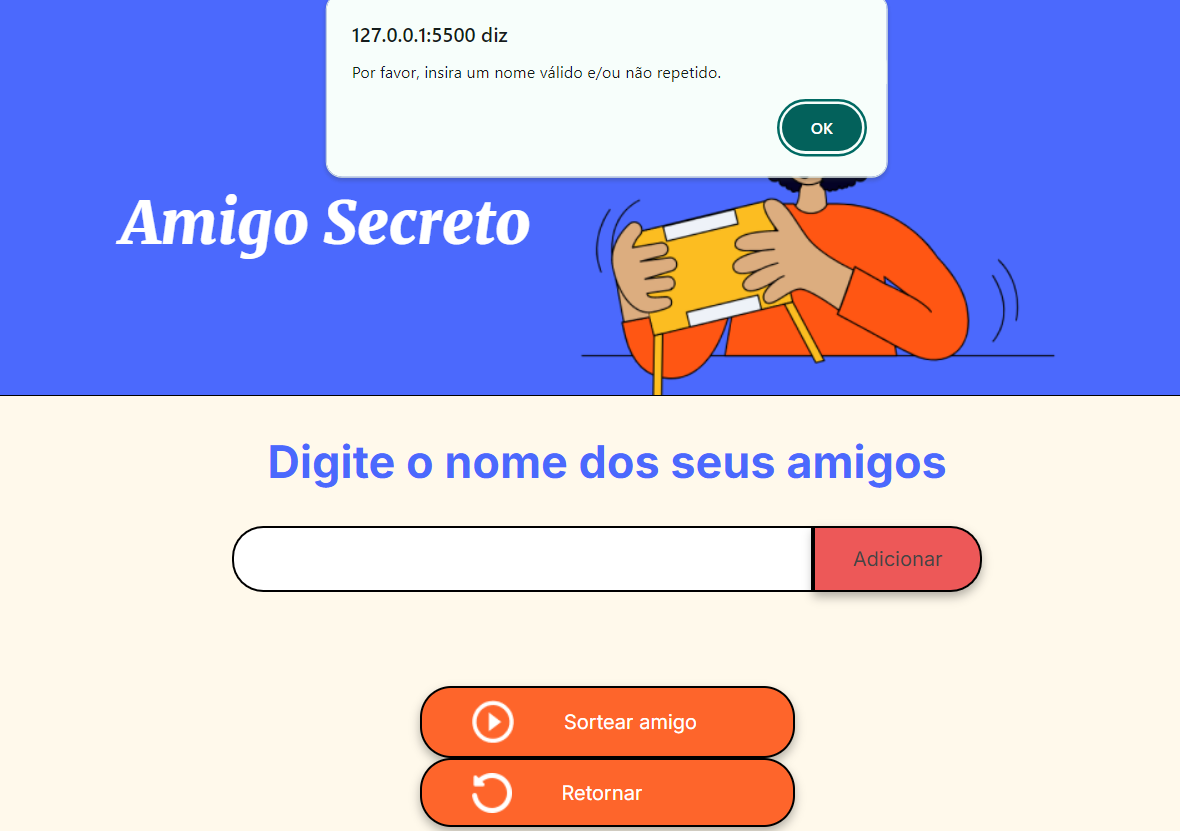 127.0.0.1:5500 diz
Por favor, insira um nome válido e/ou não repetido.
OK
Amigo Secreto
Digite o nome dos seus amigos
Adicionar
Sortear amigo
Retornar